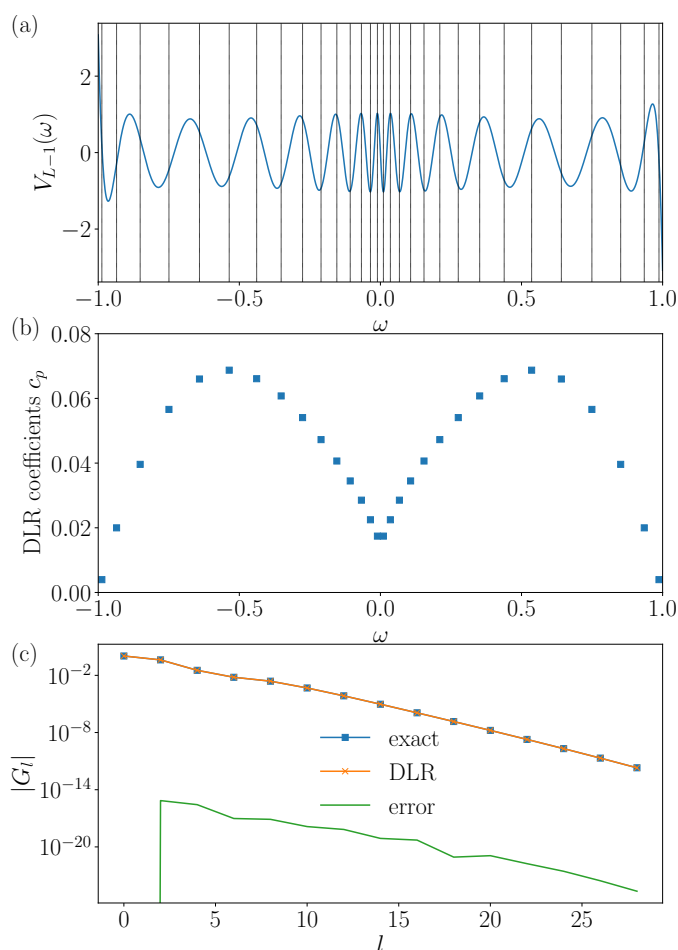 (a)
V_{L−1}(ω)
2
0
−2
−1.0 −0.5 0.0 0.5 1.0
ω
(b)
DLR coefficients c_p
0.08
0.06
0.04
0.02
0.00
−1.0 −0.5 0.0 0.5 1.0
ω
(c)
|G_l|
10^{−2}
10^{−8}
10^{−14}
10^{−20}
exact
DLR
error
0 5 10 15 20 25
l